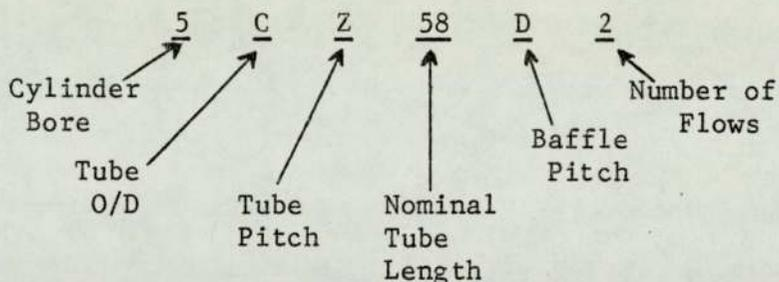 5 C Z 58 D 2
Cylinder
Bore
Number of
Flows
Baffle
Pitch
Tube
O/D
Tube
Pitch
Nominal
Tube
Length